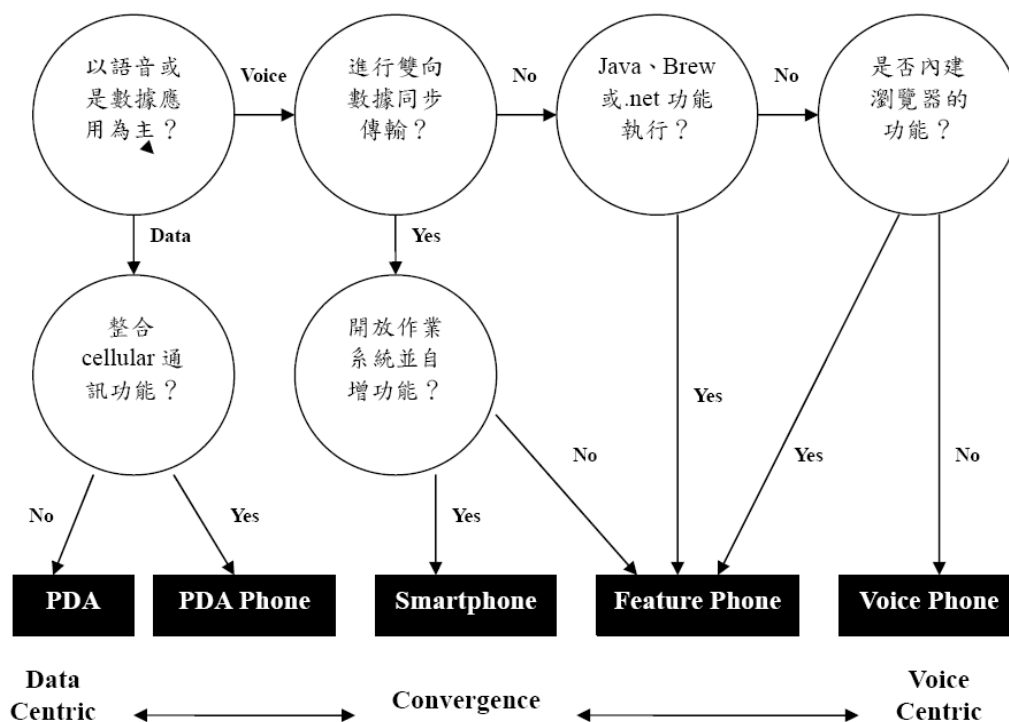 以語音或
是數據應
用為主？
Voice
進行雙向
數據同步
傳輸？
No
Java、Brew
或.net 功能
執行？
No
是否內建
瀏覽器的
功能？
Data
Yes
整合
cellular 通
訊功能？
開放作業
系統並自
增功能？
Yes
No
Yes
No
No
Yes
Yes
PDA
PDA Phone
Smartphone
Feature Phone
Voice Phone
Data
Centric
Convergence
Voice
Centric